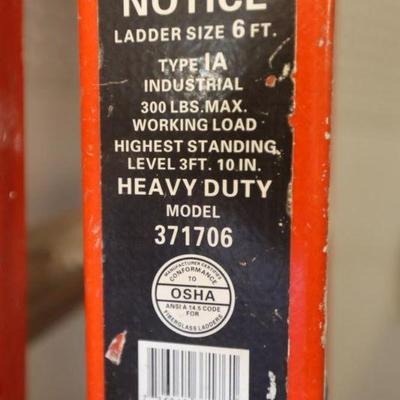 NOTICE
LADDER SIZE 6 FT.
TYPE IA
INDUSTRIAL
300 LBS. MAX.
WORKING LOAD
HIGHEST STANDING
LEVEL 3FT. 10 IN.
HEAVY DUTY
MODEL
371706
MANUFACTURER CERTIFIES
CONFORMANCE
TO
OSHA
ANSI A 14.5 CODE
FOR
FIBERGLASS LADDERS